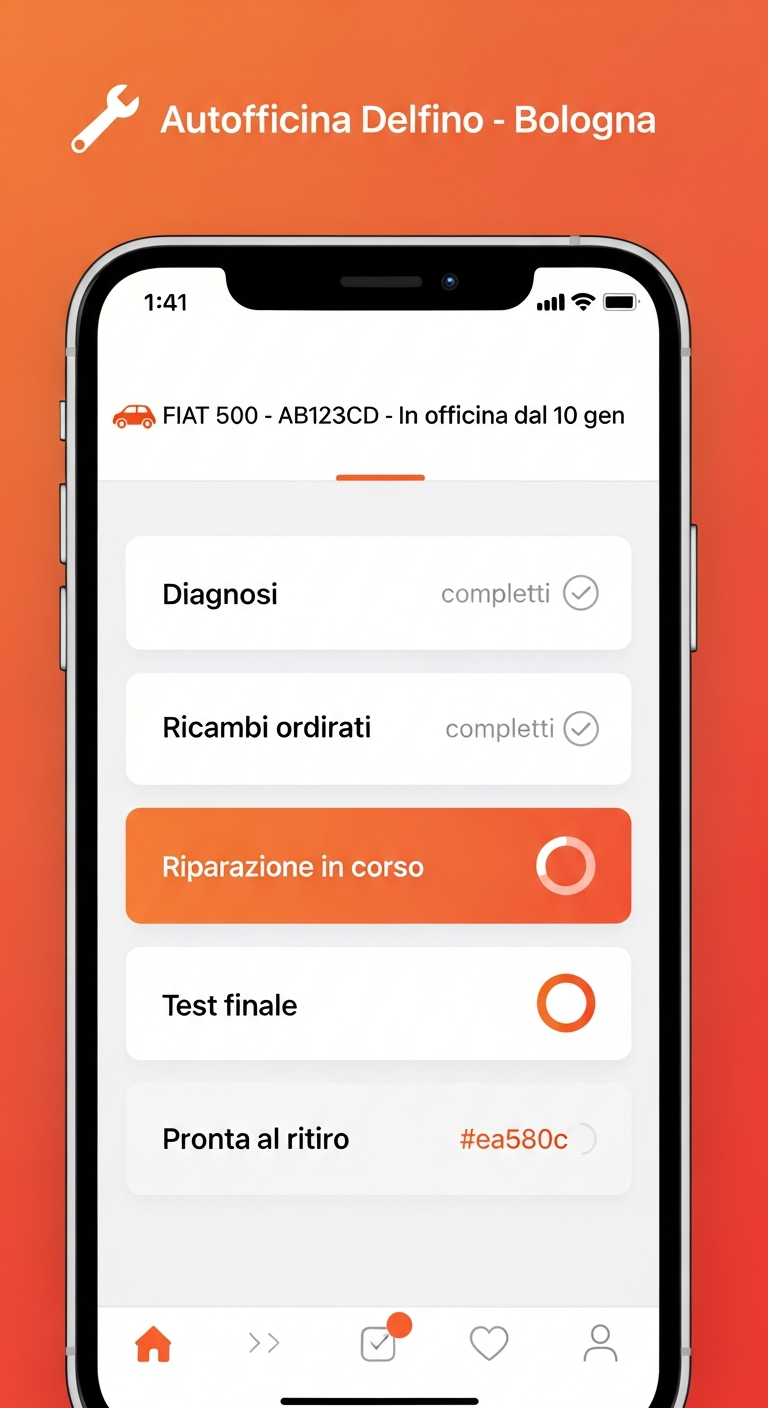 Autofficina Delfino - Bologna
1:41
FIAT 500 - AB123CD - In officina dal 10 gen
Diagnosi completti
Ricambi ordirati completti
Riparazione in corso
Test finale
Pronta al ritiro #ea580c